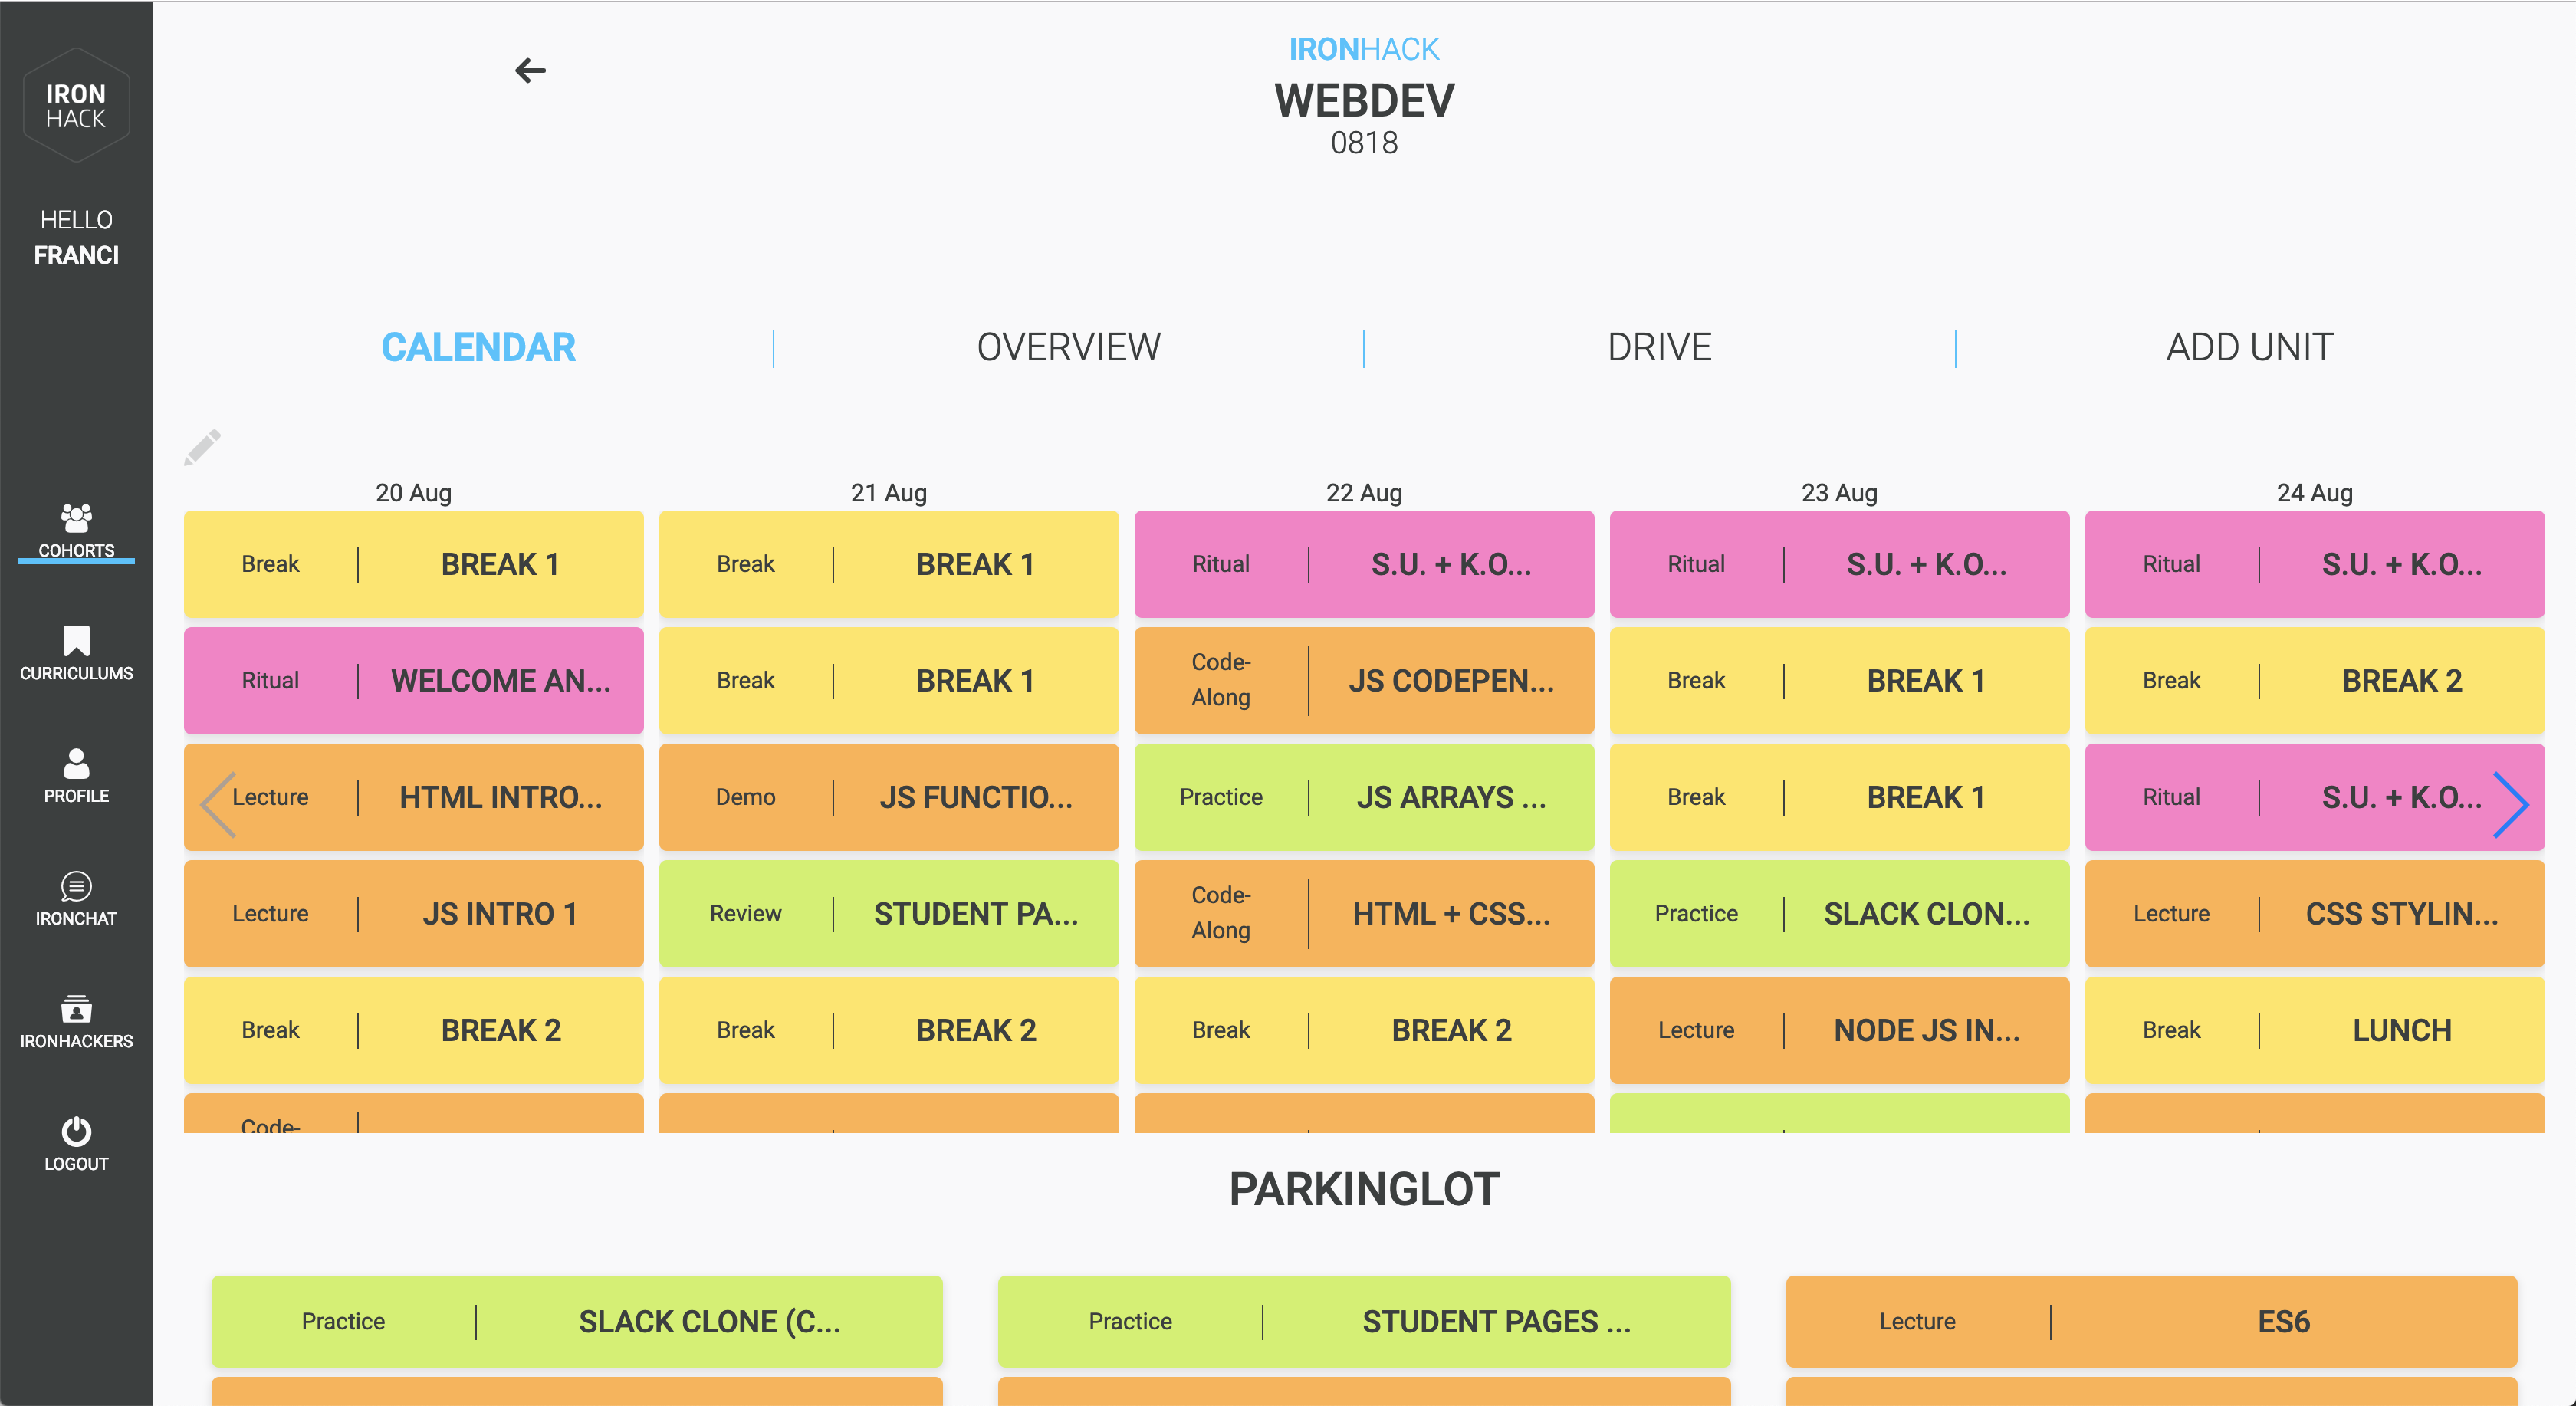 IRON
HACK
HELLO
FRANCI
COHORTS
CURRICULUMS
PROFILE
IRONCHAT
IRONHACKERS
LOGOUT
IRONHACK
WEBDEV
0818
CALENDAR
OVERVIEW
DRIVE
ADD UNIT
20 Aug
21 Aug
22 Aug
23 Aug
24 Aug
Break BREAK 1
Break BREAK 1
Ritual S.U. + K.O...
Ritual S.U. + K.O...
Ritual S.U. + K.O...
Ritual WELCOME AN...
Break BREAK 1
Code-
Along JS CODEPEN...
Break BREAK 1
Break BREAK 2
Lecture HTML INTRO...
Demo JS FUNCTIO...
Practice JS ARRAYS ...
Break BREAK 1
Ritual S.U. + K.O...
Lecture JS INTRO 1
Review STUDENT PA...
Code-
Along HTML + CSS...
Practice SLACK CLON...
Lecture CSS STYLIN...
Break BREAK 2
Break BREAK 2
Break BREAK 2
Lecture NODE JS IN...
Break LUNCH
Code-
PARKINGLOT
Practice SLACK CLONE (C...
Practice STUDENT PAGES ...
Lecture ES6